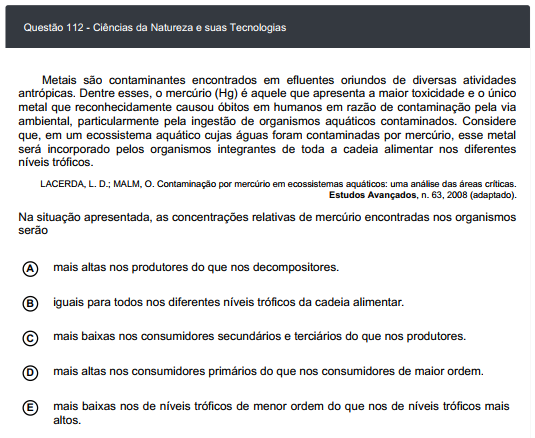 Questão 112 - Ciências da Natureza e suas Tecnologias
Metais são contaminantes encontrados em efluentes oriundos de diversas atividades
antrópicas. Dentre esses, o mercúrio (Hg) é aquele que apresenta a maior toxicidade e o único
metal que reconhecidamente causou óbitos em humanos em razão de contaminação pela via
ambiental, particularmente pela ingestão de organismos aquáticos contaminados. Considere
que, em um ecossistema aquático cujas águas foram contaminadas por mercúrio, esse metal
será incorporado pelos organismos integrantes de toda a cadeia alimentar nos diferentes
níveis tróficos.
LACERDA, L. D.; MALM, O. Contaminação por mercúrio em ecossistemas aquáticos: uma análise das áreas críticas.
Estudos Avançados, n. 63, 2008 (adaptado).
Na situação apresentada, as concentrações relativas de mercúrio encontradas nos organismos
serão
A mais altas nos produtores do que nos decompositores.
B iguais para todos nos diferentes níveis tróficos da cadeia alimentar.
C mais baixas nos consumidores secundários e terciários do que nos produtores.
D mais altas nos consumidores primários do que nos consumidores de maior ordem.
E mais baixas nos de níveis tróficos de menor ordem do que nos de níveis tróficos mais
altos.